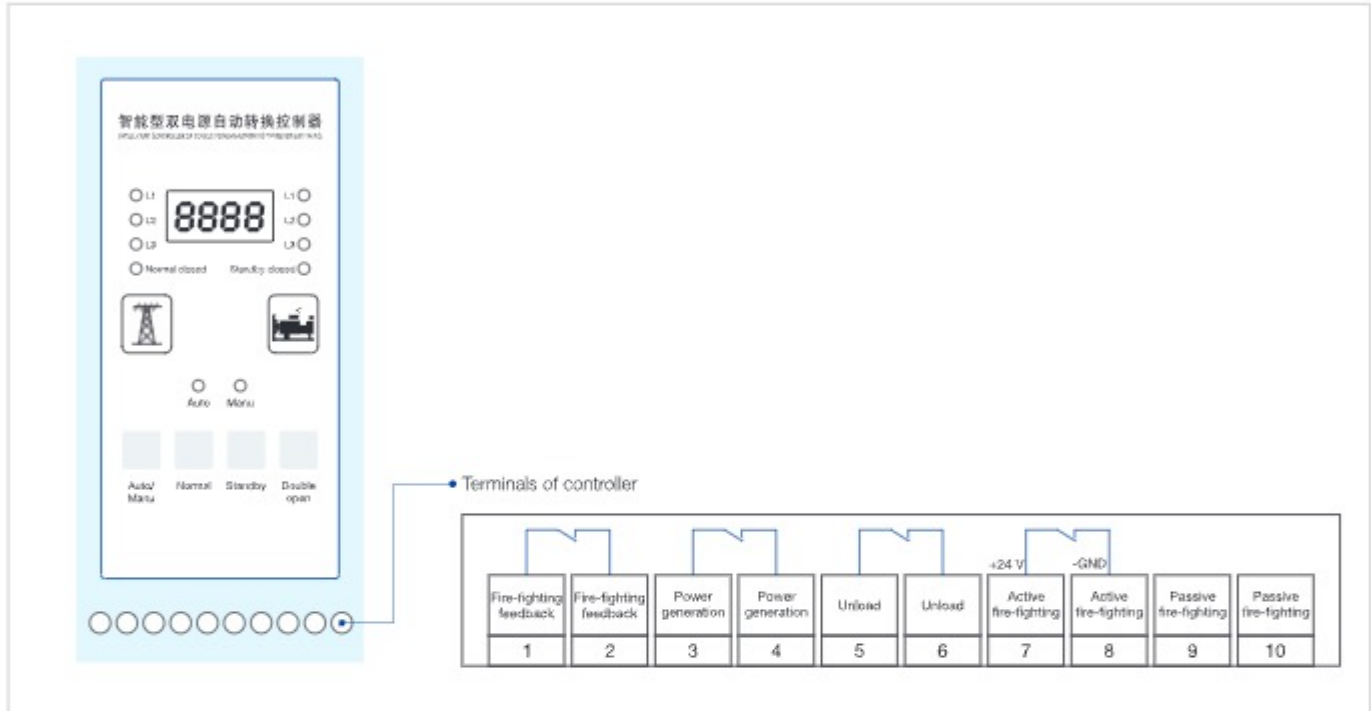 智能型双电源自动转换控制器
L1
L1
8888
L2
L2
L3
L3
Normal closed
Standby closed
Auto
Manu
Auto/
Manu
Normal
Standby
Double
open
Terminals of controller
+24 V
-GND
Fire-fighting
feedback
Fire-fighting
feedback
Power
generation
Power
generation
Unload
Unload
Active
fire-fighting
Active
fire-fighting
Passive
fire-fighting
Passive
fire-fighting
1
2
3
4
5
6
7
8
9
10